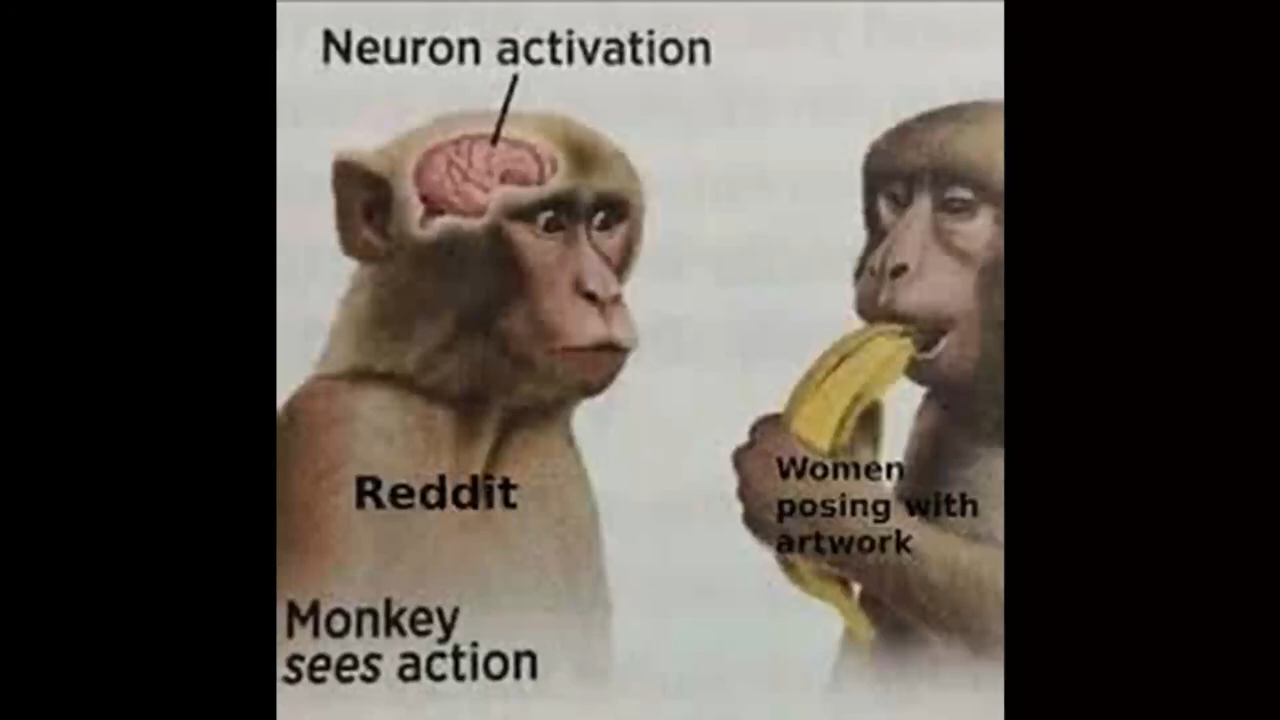 Neuron activation
Reddit
Women
posing with
artwork
Monkey
sees action